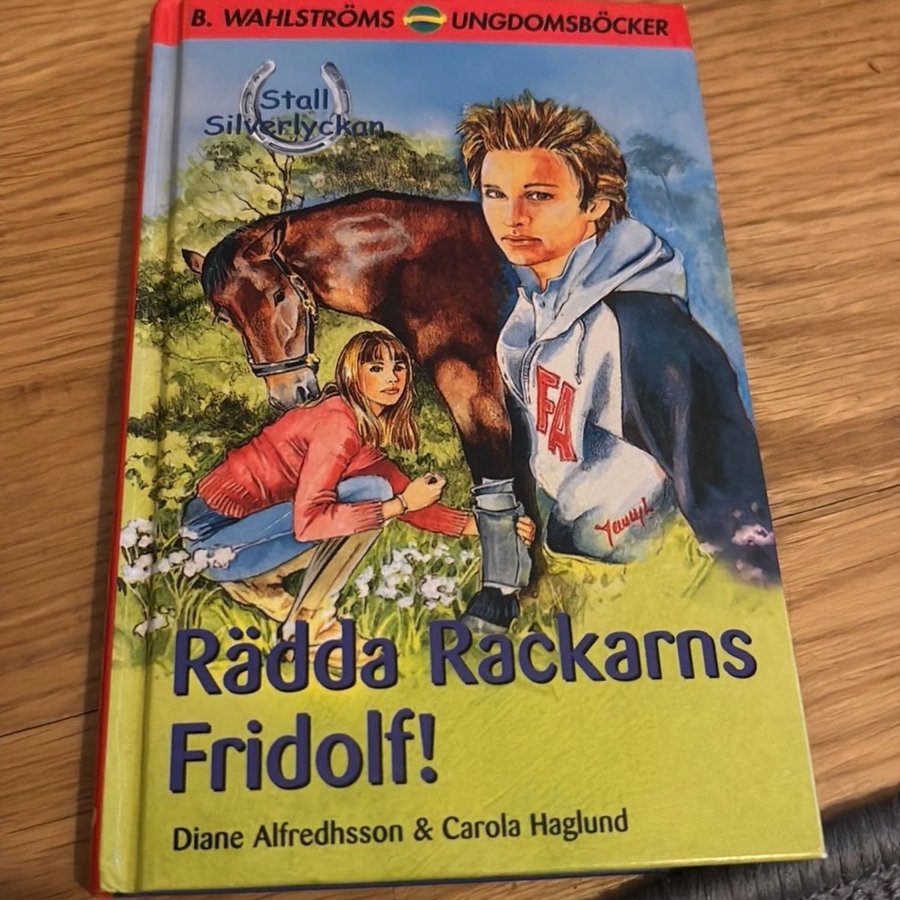 B. WAHLSTRÖMS UNGDOMSBÖCKER
Stall
Silverlyckan
FA
Rädda Rackarns
Fridolf!
Diane Alfredhsson & Carola Haglund